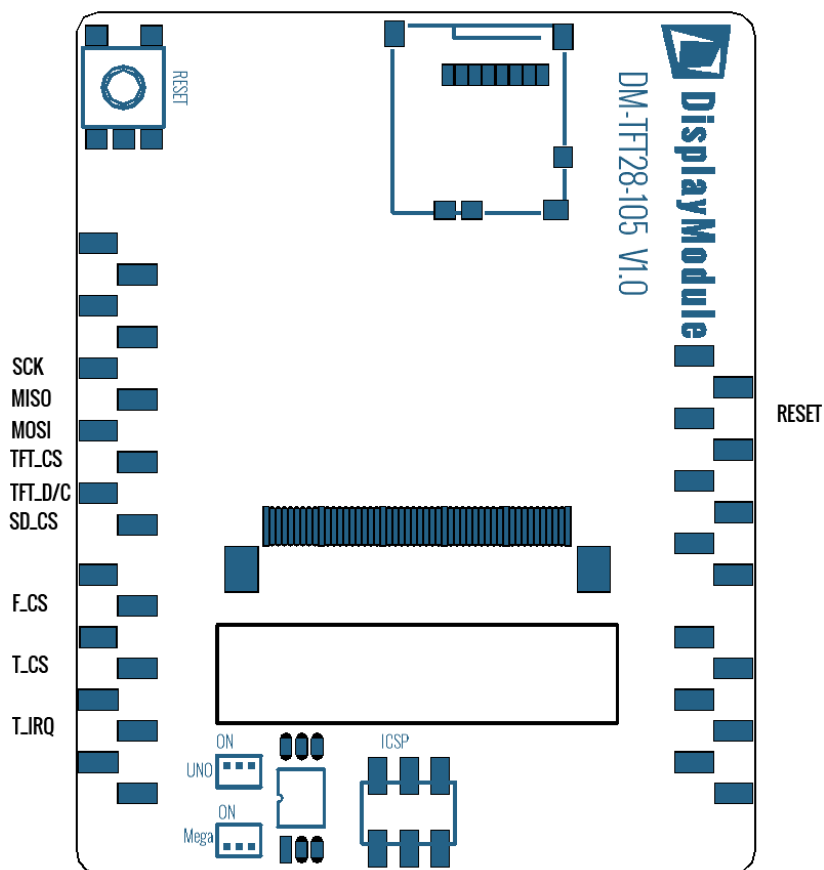 RESET
DisplayModule
DM-TFT28-105 V1.0
SCK
MISO
MOSI
TFT_CS
TFT_D/C
SD_CS
F_CS
T_CS
T_IRQ
RESET
ON
UNO
ON
Mega
ICSP